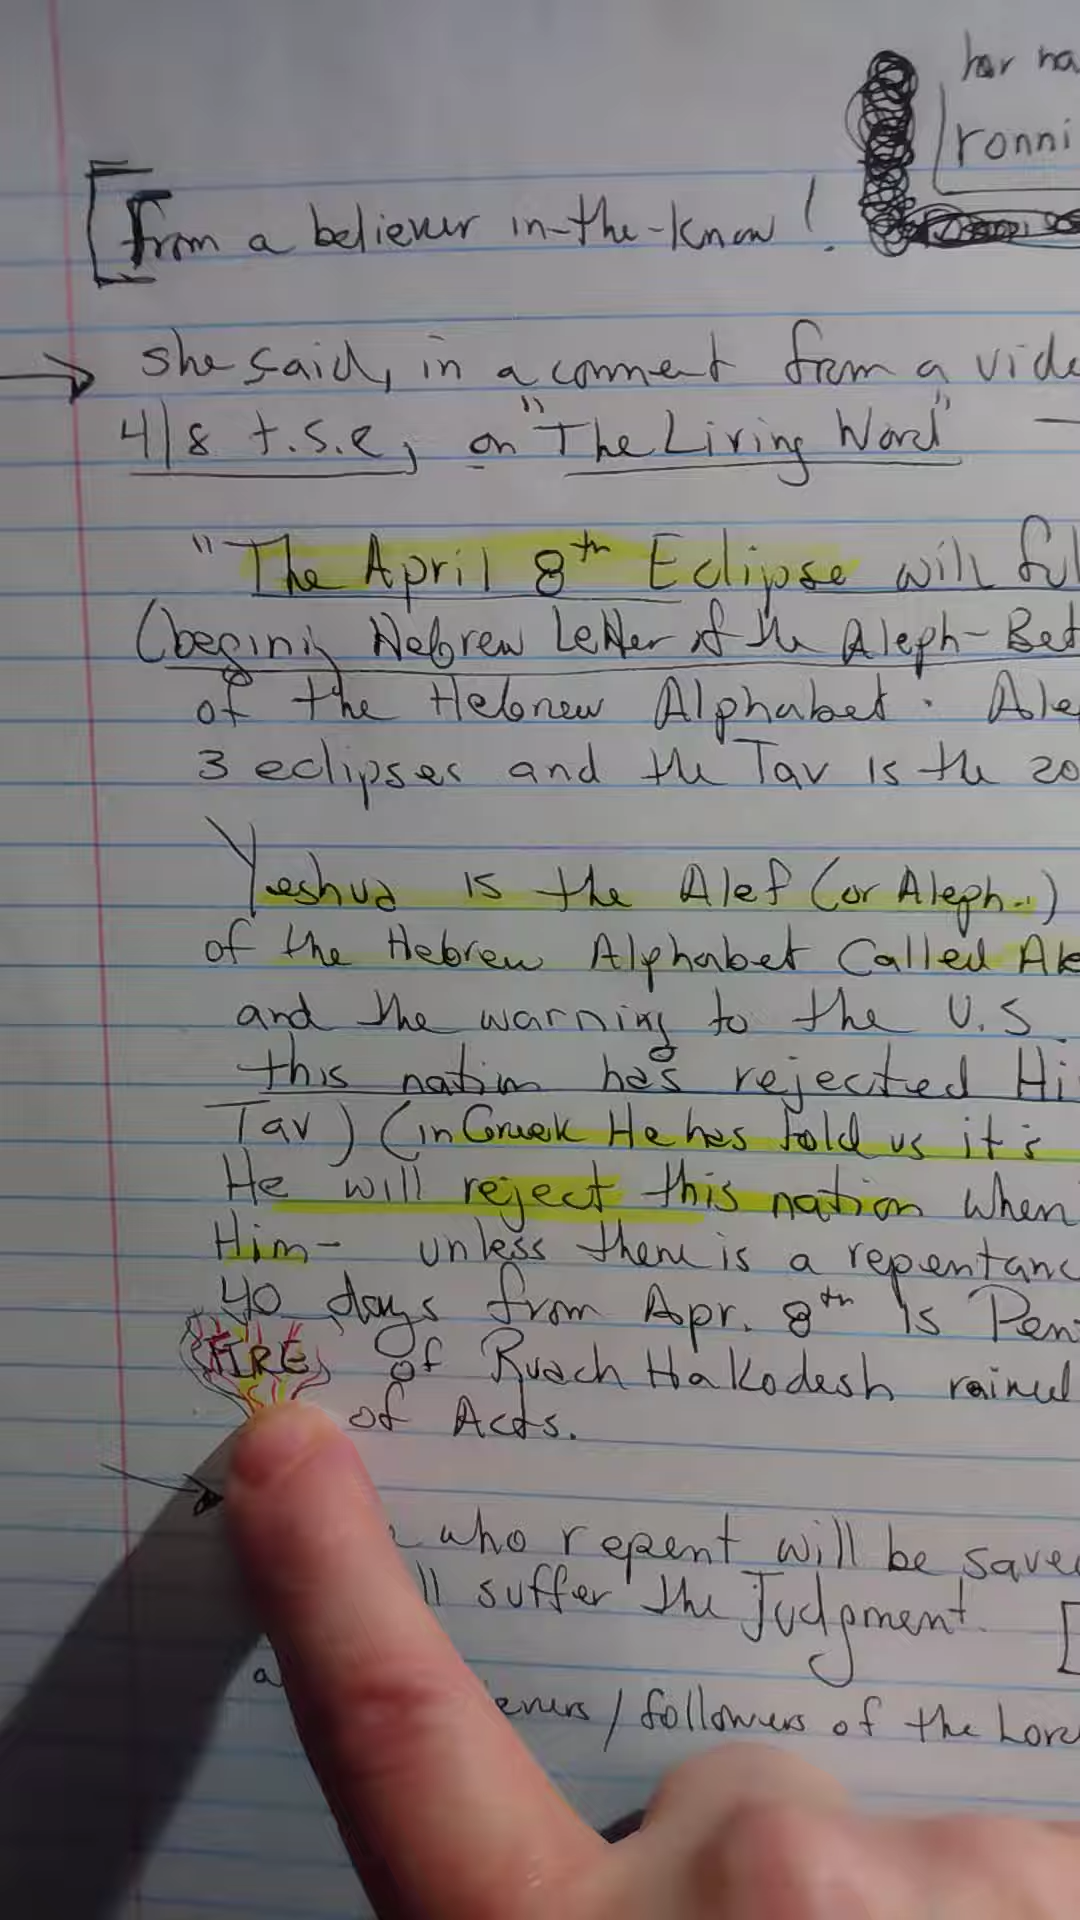 her na
ronni
From a believer in-the-know!
she said, in a comment from a vide
4/8 t.s.e, on "The Living Word" —
"The April 8th Eclipse will ful
(begining Hebrew Letter of the Aleph-Bet
of the Hebrew Alphabet. Ale
3 eclipses and the Tav is the 20
Yeshua is the Alef (or Aleph..)
of the Hebrew Alphabet Called Ale
and the warning to the U.S.
this nation has rejected Hi
Tav) (in Greek He has told us it's
He will reject this nation when
Him- unless there is a repentanc
40 days from Apr. 8th is Pen
FIRE of Ruach HaKodesh rained
of Acts.
who repent will be save
ll suffer the Judgment. [
a evers/followers of the Lord